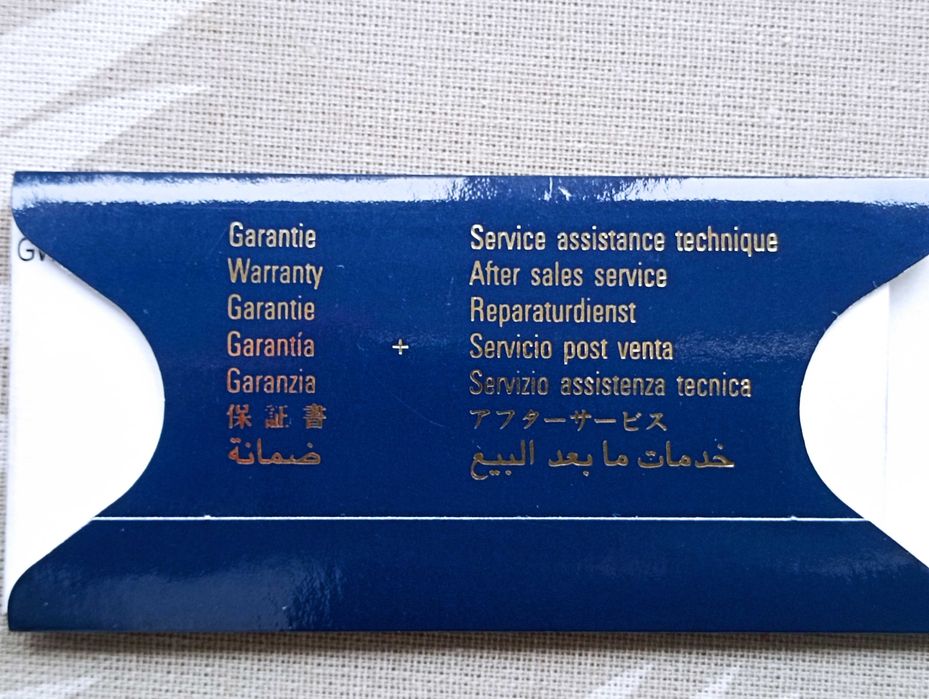 Garantie
Warranty
Garantie
Garantía
Garanzia
保証書
ضمانة
+
Service assistance technique
After sales service
Reparaturdienst
Servicio post venta
Servizio assistenza tecnica
アフターサービス
خدمات ما بعد البيع